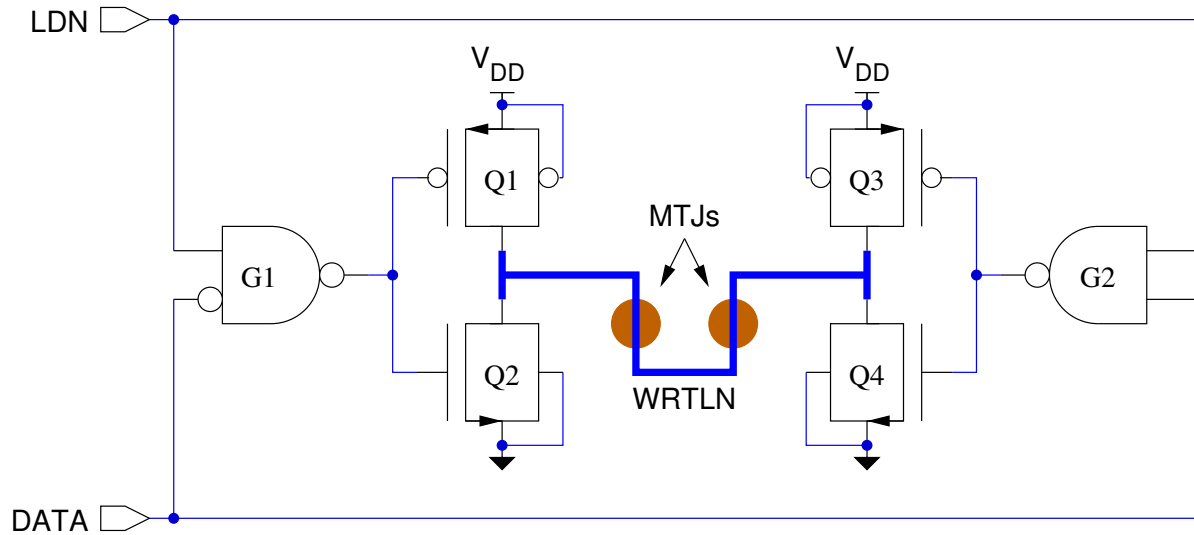 LDN
VDD
VDD
Q1
Q3
MTJs
G1
G2
Q2
Q4
WRTLN
DATA